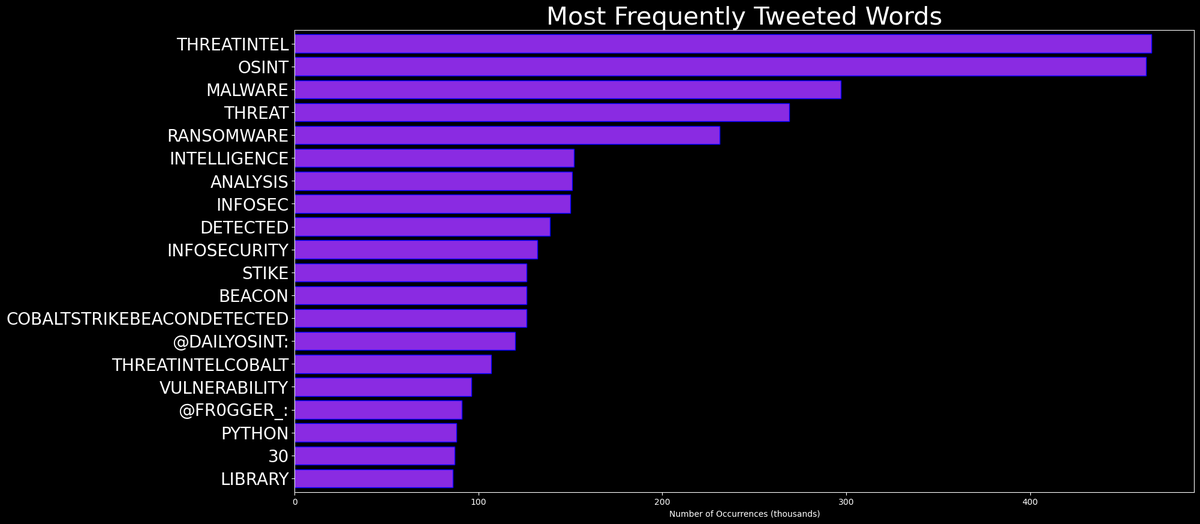 Most Frequently Tweeted Words
THREATINTEL
OSINT
MALWARE
THREAT
RANSOMWARE
INTELLIGENCE
ANALYSIS
INFOSEC
DETECTED
INFOSECURITY
STIKE
BEACON
COBALTSTRIKEBEACONDETECTED
@DAILYOSINT:
THREATINTELCOBALT
VULNERABILITY
@FR0GGER_:
PYTHON
30
LIBRARY
0 100 200 300 400
Number of Occurrences (thousands)